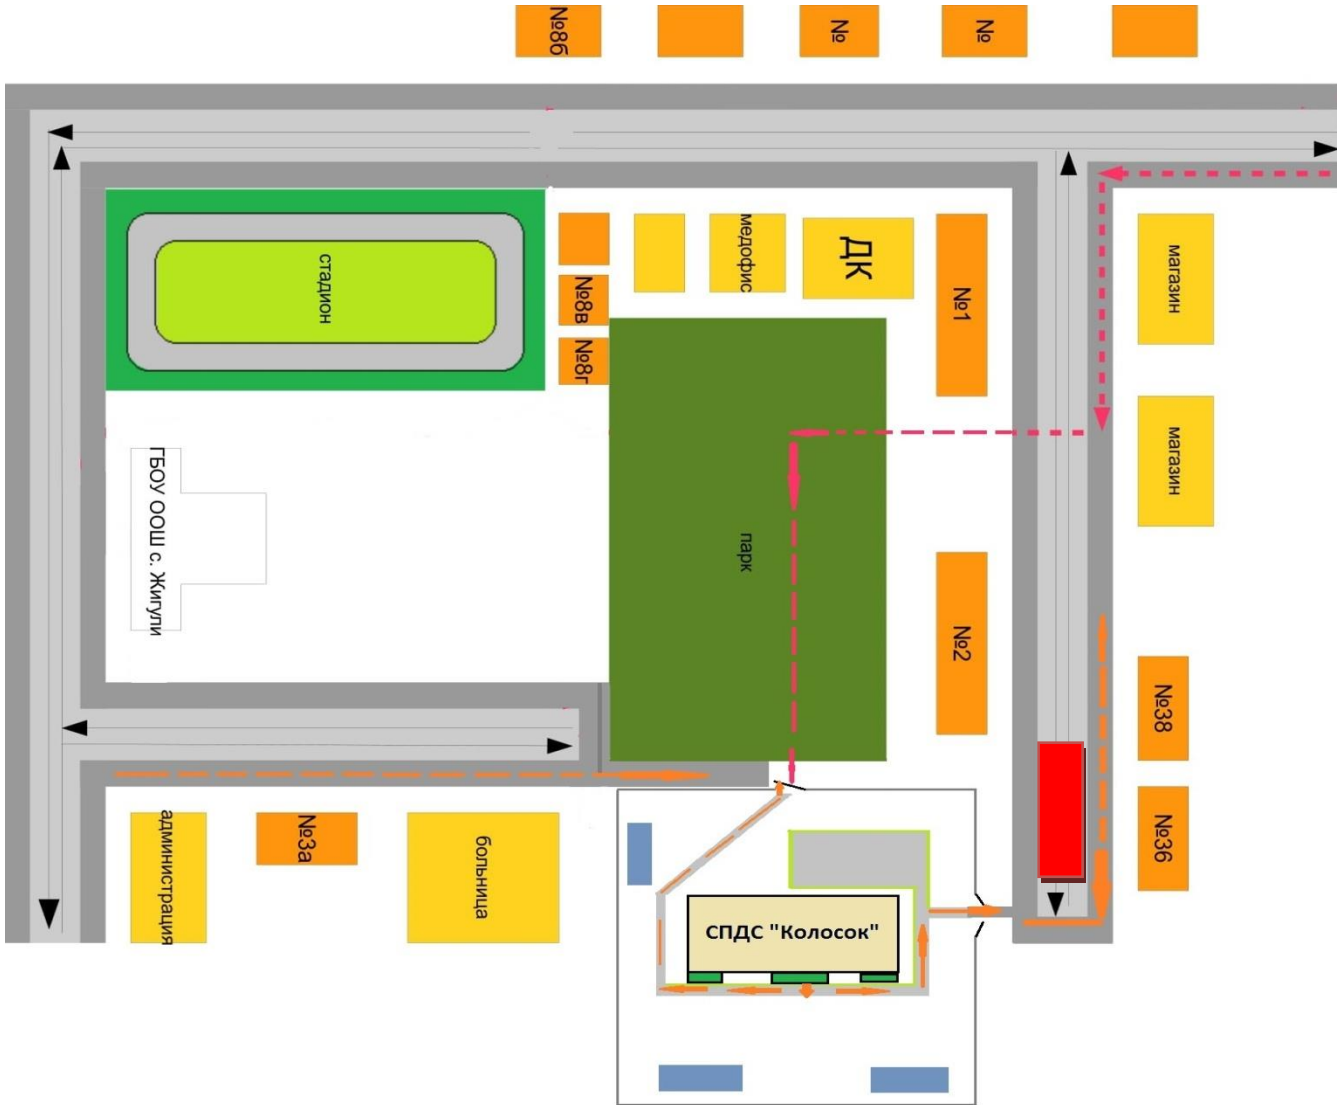 №8б
№
№
стадион
№8в
№8г
медофис
ДК
№1
магазин
магазин
ГБОУ ООШ с. Жигули
парк
№2
№38
№36
администрация
№3а
больница
СПДС "Колосок"